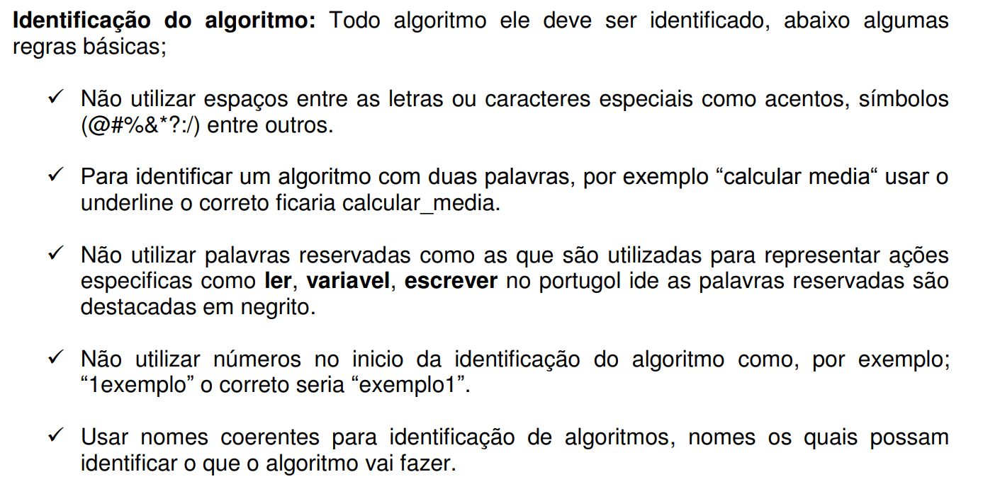 Identificação do algoritmo: Todo algoritmo ele deve ser identificado, abaixo algumas
regras básicas;
✓ Não utilizar espaços entre as letras ou caracteres especiais como acentos, símbolos
(@#%&*?:/) entre outros.
✓ Para identificar um algoritmo com duas palavras, por exemplo “calcular media“ usar o
underline o correto ficaria calcular_media.
✓ Não utilizar palavras reservadas como as que são utilizadas para representar ações
especificas como ler, variavel, escrever no portugol ide as palavras reservadas são
destacadas em negrito.
✓ Não utilizar números no inicio da identificação do algoritmo como, por exemplo;
“1exemplo” o correto seria “exemplo1”.
✓ Usar nomes coerentes para identificação de algoritmos, nomes os quais possam
identificar o que o algoritmo vai fazer.